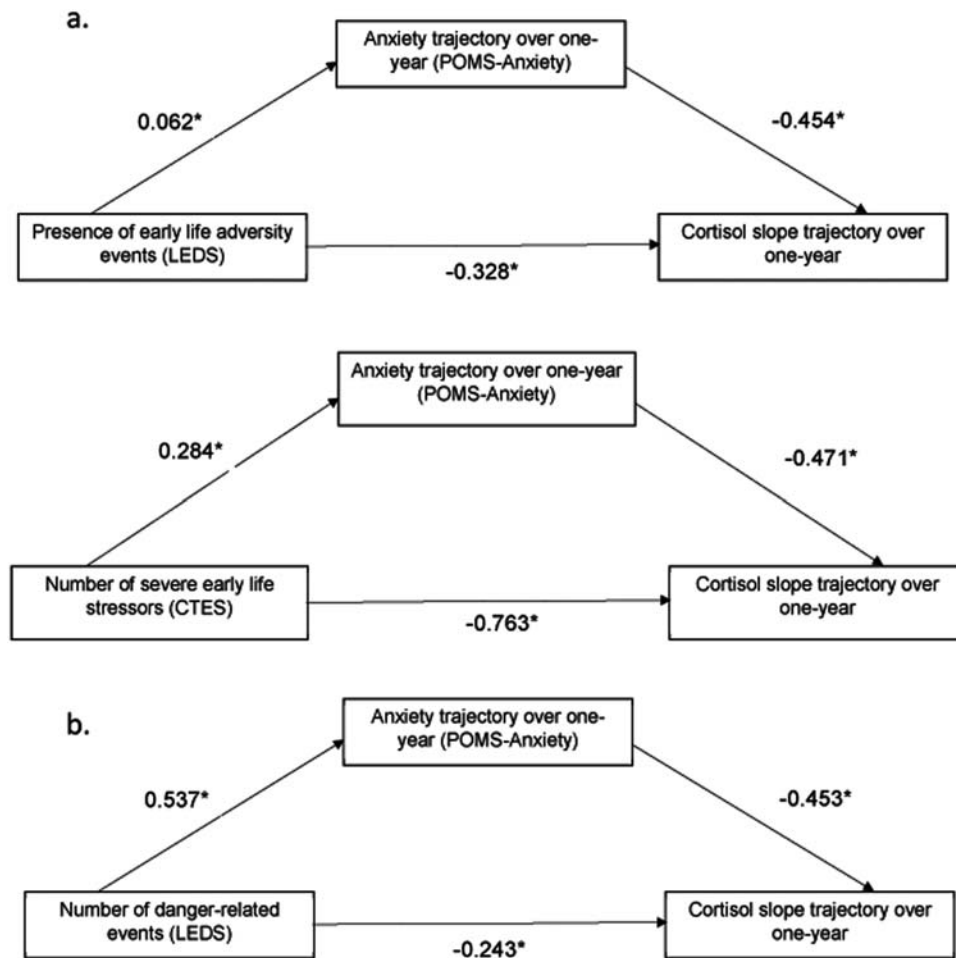 a.
Anxiety trajectory over one-
year (POMS-Anxiety)
0.062*
-0.454*
Presence of early life adversity
events (LEDS)
-0.328*
Cortisol slope trajectory over
one-year
Anxiety trajectory over one-year
(POMS-Anxiety)
0.284*
-0.471*
Number of severe early life
stressors (CTES)
-0.763*
Cortisol slope trajectory over
one-year
b.
Anxiety trajectory over one-
year (POMS-Anxiety)
0.537*
-0.453*
Number of danger-related
events (LEDS)
-0.243*
Cortisol slope trajectory over
one-year